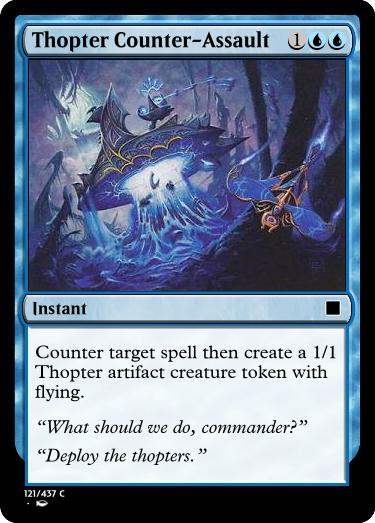 Thopter Counter-Assault 1
Instant
Counter target spell then create a 1/1
Thopter artifact creature token with
flying.
“What should we do, commander?”
“Deploy the thopters.”
121/437 C